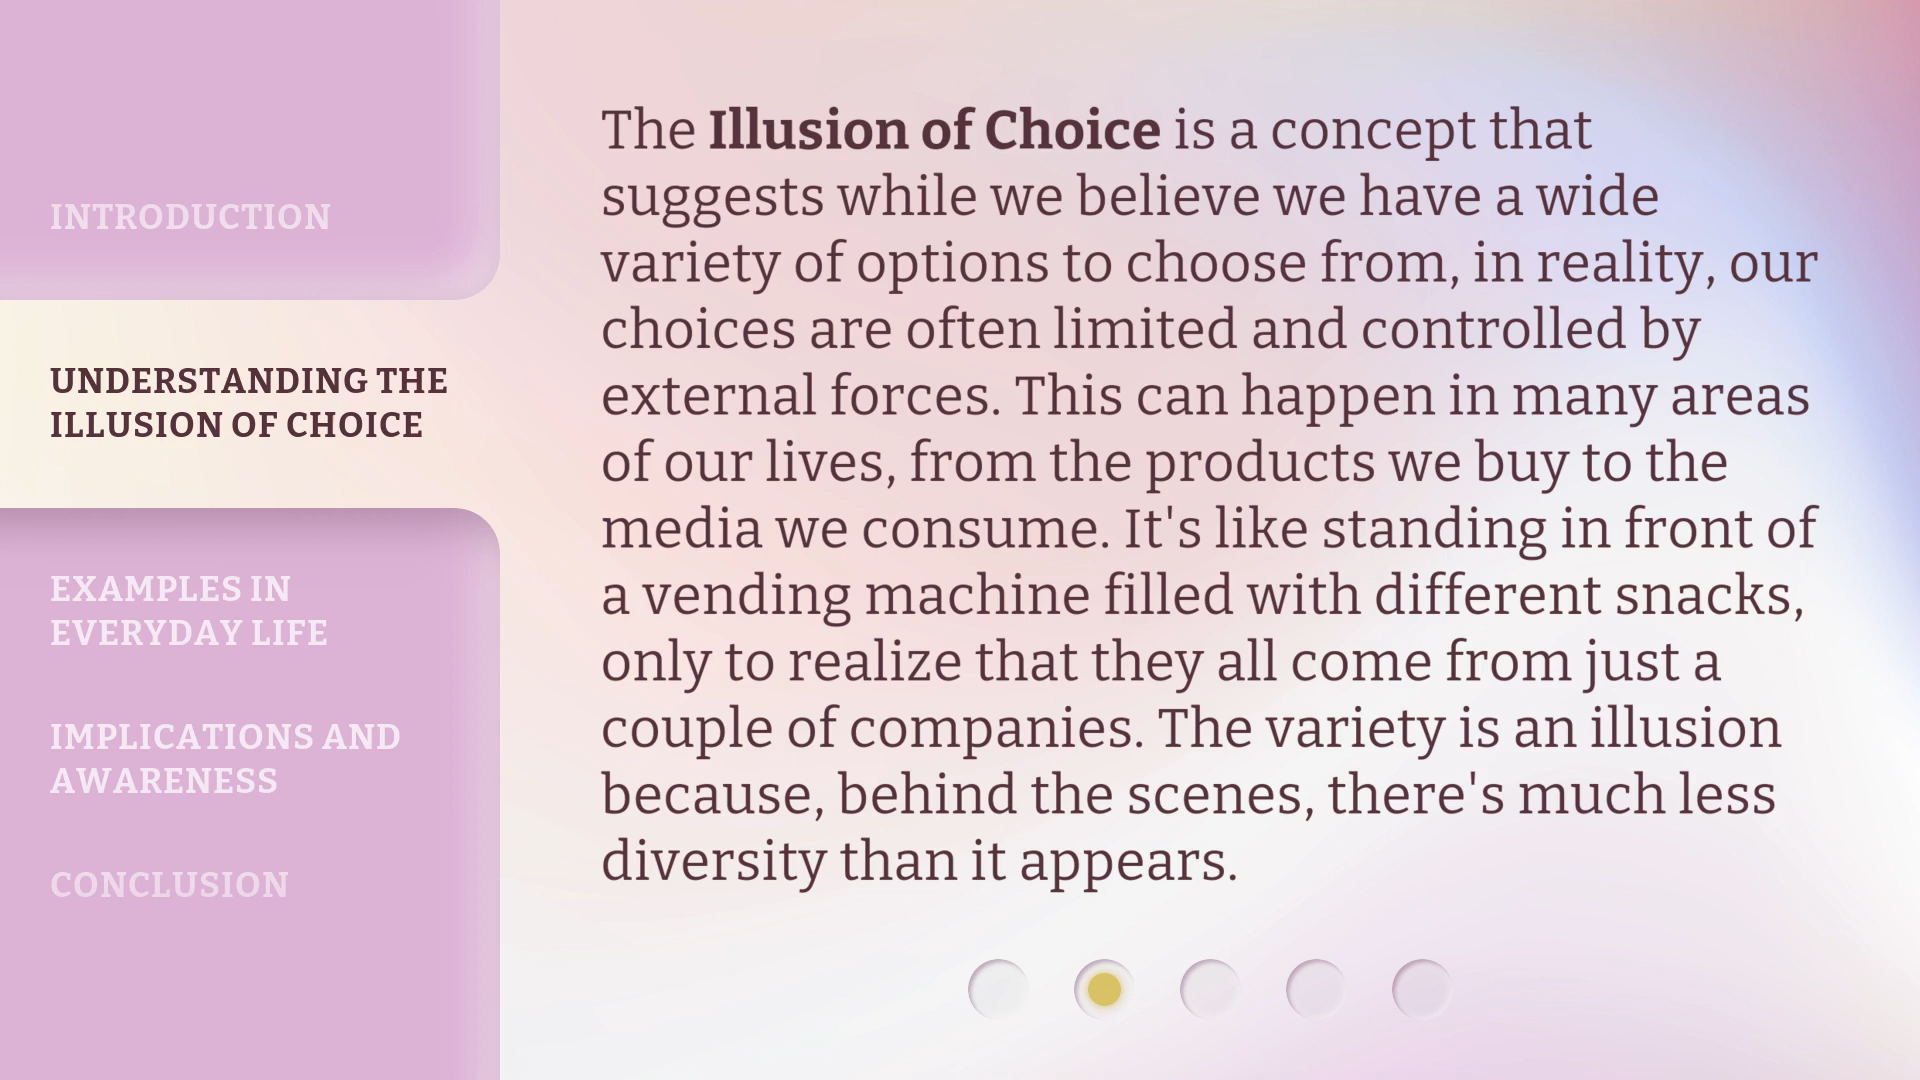 INTRODUCTION
UNDERSTANDING THE
ILLUSION OF CHOICE
EXAMPLES IN
EVERYDAY LIFE
IMPLICATIONS AND
AWARENESS
CONCLUSION
The Illusion of Choice is a concept that
suggests while we believe we have a wide
variety of options to choose from, in reality, our
choices are often limited and controlled by
external forces. This can happen in many areas
of our lives, from the products we buy to the
media we consume. It's like standing in front of
a vending machine filled with different snacks,
only to realize that they all come from just a
couple of companies. The variety is an illusion
because, behind the scenes, there's much less
diversity than it appears.